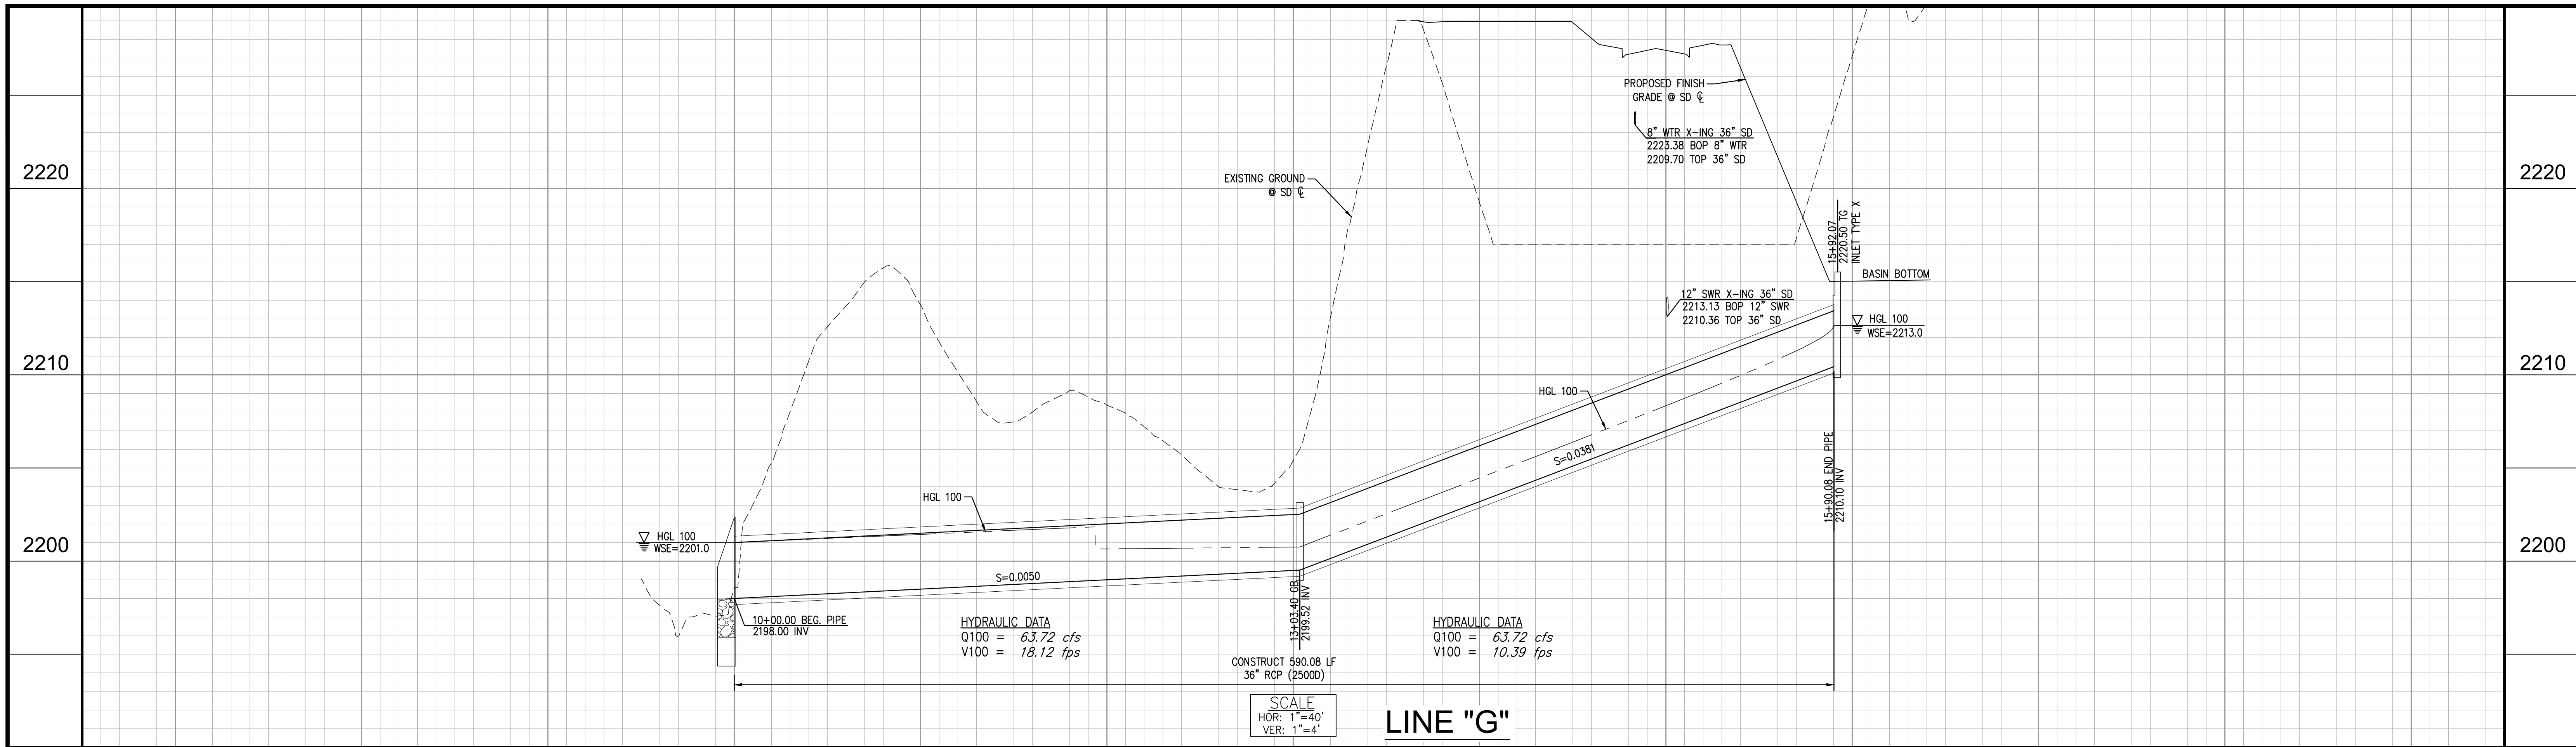 PROPOSED FINISH
GRADE @ SD ℄
8" WTR X-ING 36" SD
2223.38 BOP 8" WTR
2209.70 TOP 36" SD
2220
2220
EXISTING GROUND
@ SD ℄
15+92.07
2220.50 TG
INLET TYPE X
BASIN BOTTOM
12" SWR X-ING 36" SD
2213.13 BOP 12" SWR
2210.36 TOP 36" SD
HGL 100
WSE=2213.0
2210
2210
HGL 100
S=0.0381
15+90.08 END PIPE
2210.10 INV
HGL 100
HGL 100
WSE=2201.0
2200
2200
S=0.0050
13+03.40 GB
2199.52 INV
10+00.00 BEG. PIPE
2198.00 INV
HYDRAULIC DATA
Q100 = 63.72 cfs
V100 = 18.12 fps
HYDRAULIC DATA
Q100 = 63.72 cfs
V100 = 10.39 fps
CONSTRUCT 590.08 LF
36" RCP (2500D)
SCALE
HOR: 1"=40'
VER: 1"=4'
LINE "G"